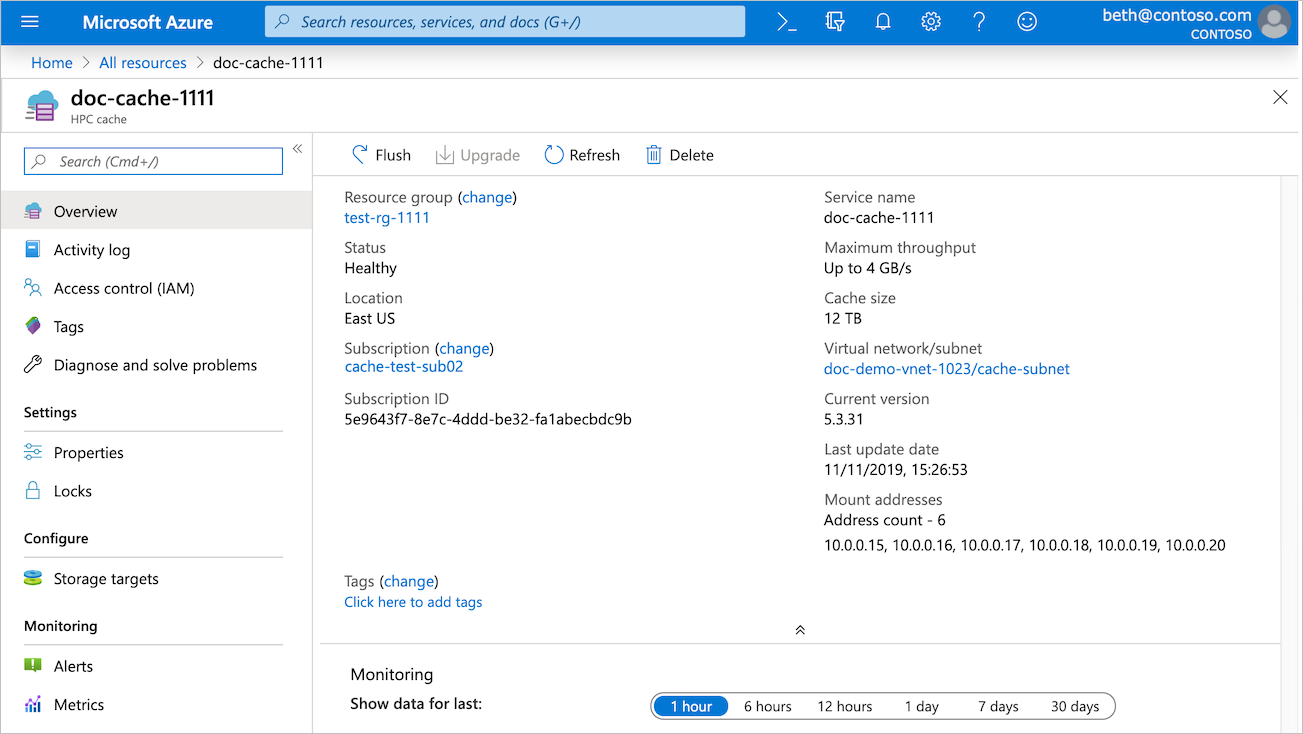 Microsoft Azure
Search resources, services, and docs (G+/)
beth@contoso.com
CONTOSO
Home > All resources > doc-cache-1111
doc-cache-1111
HPC cache
Search (Cmd+/)
Overview
Activity log
Access control (IAM)
Tags
Diagnose and solve problems
Settings
Properties
Locks
Configure
Storage targets
Monitoring
Alerts
Metrics
Flush Upgrade Refresh Delete
Resource group (change)
test-rg-1111
Status
Healthy
Location
East US
Subscription (change)
cache-test-sub02
Subscription ID
5e9643f7-8e7c-4ddd-be32-fa1abecbdc9b
Service name
doc-cache-1111
Maximum throughput
Up to 4 GB/s
Cache size
12 TB
Virtual network/subnet
doc-demo-vnet-1023/cache-subnet
Current version
5.3.31
Last update date
11/11/2019, 15:26:53
Mount addresses
Address count - 6
10.0.0.15, 10.0.0.16, 10.0.0.17, 10.0.0.18, 10.0.0.19, 10.0.0.20
Tags (change)
Click here to add tags
Monitoring
Show data for last:
1 hour 6 hours 12 hours 1 day 7 days 30 days